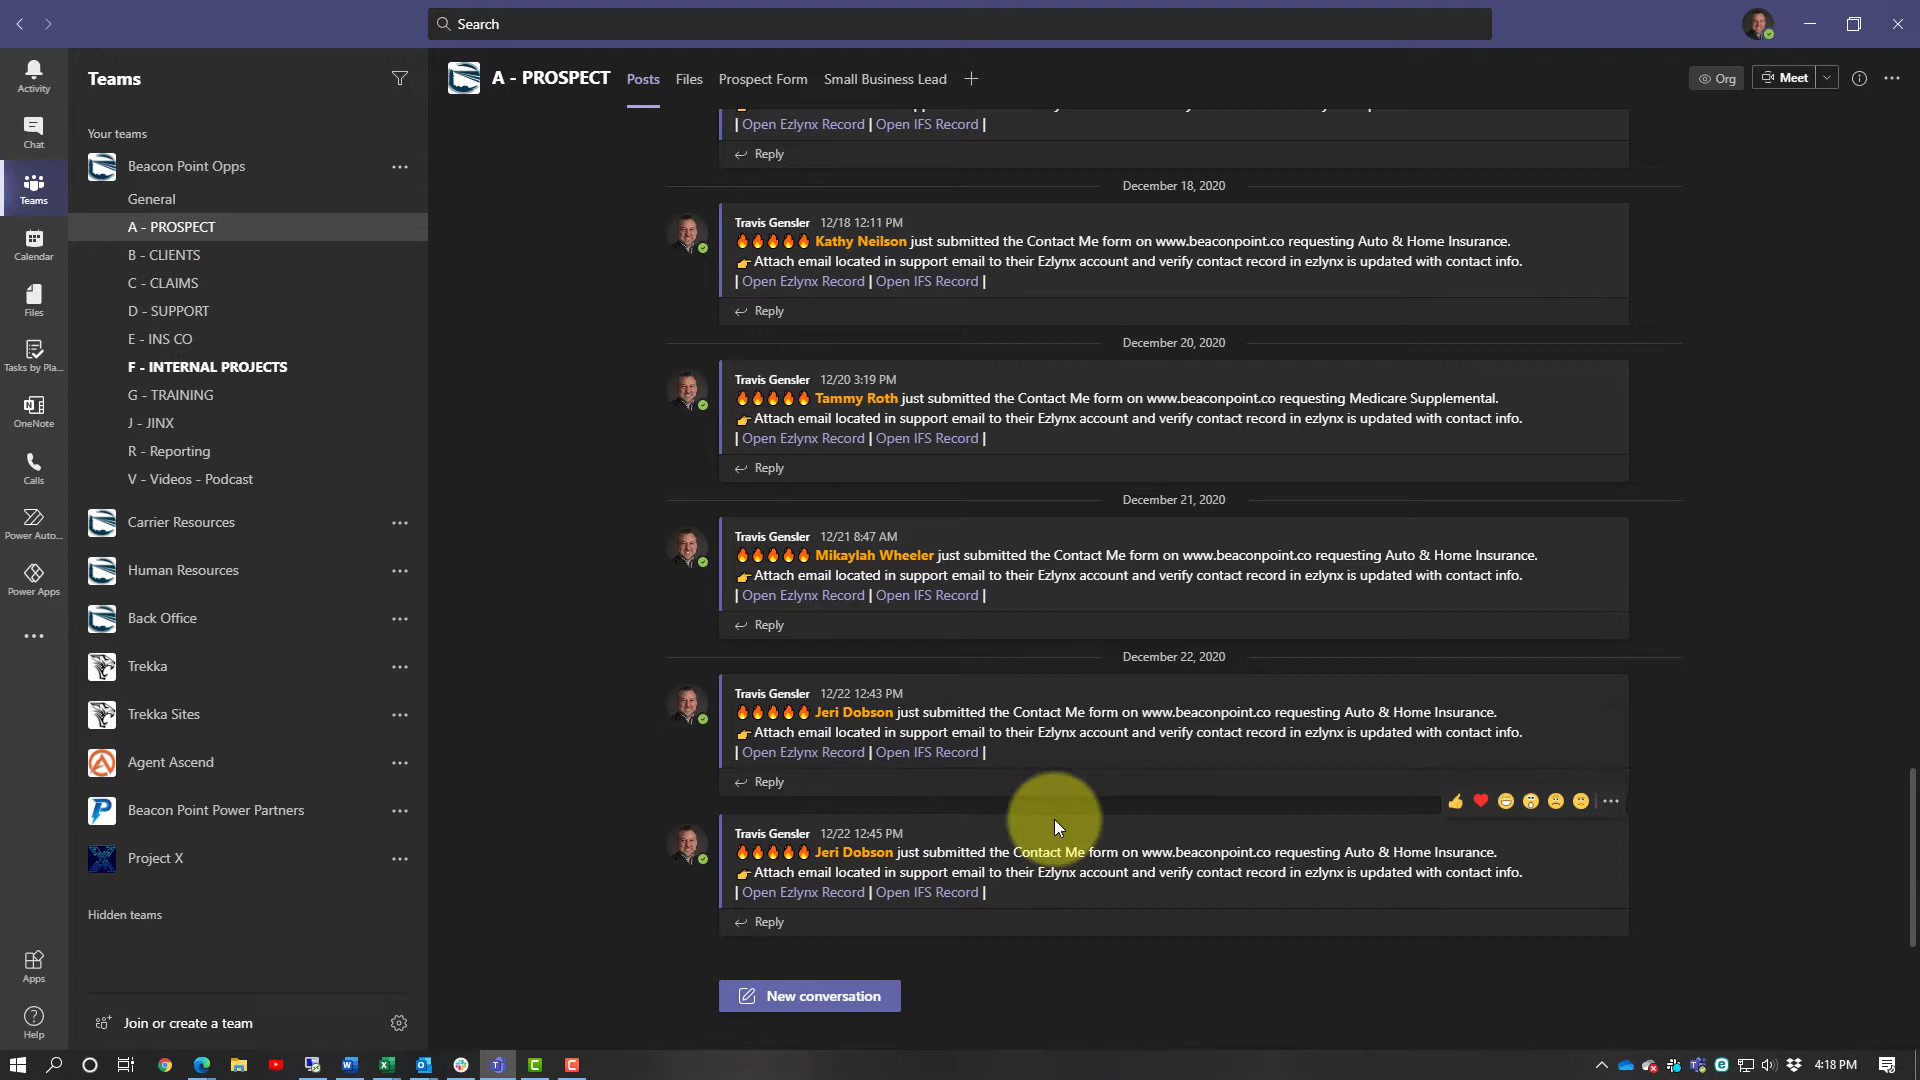 Search
Activity
Chat
Teams
Calendar
Files
Tasks by Pla...
OneNote
Calls
Power Auto...
Power Apps
Apps
Help
Teams
Your teams
Beacon Point Opps
General
A - PROSPECT
B - CLIENTS
C - CLAIMS
D - SUPPORT
E - INS CO
F - INTERNAL PROJECTS
G - TRAINING
J - JINX
R - Reporting
V - Videos - Podcast
Carrier Resources
Human Resources
Back Office
Trekka
Trekka Sites
Agent Ascend
Beacon Point Power Partners
Project X
Hidden teams
Join or create a team
A - PROSPECT Posts Files Prospect Form Small Business Lead
Org Meet
| Open Ezlynx Record | Open IFS Record |
Reply
December 18, 2020
Travis Gensler 12/18 12:11 PM
🔥🔥🔥🔥🔥 Kathy Neilson just submitted the Contact Me form on www.beaconpoint.co requesting Auto & Home Insurance.
👉 Attach email located in support email to their Ezlynx account and verify contact record in ezlynx is updated with contact info.
| Open Ezlynx Record | Open IFS Record |
Reply
December 20, 2020
Travis Gensler 12/20 3:19 PM
🔥🔥🔥🔥🔥 Tammy Roth just submitted the Contact Me form on www.beaconpoint.co requesting Medicare Supplemental.
👉 Attach email located in support email to their Ezlynx account and verify contact record in ezlynx is updated with contact info.
| Open Ezlynx Record | Open IFS Record |
Reply
December 21, 2020
Travis Gensler 12/21 8:47 AM
🔥🔥🔥🔥🔥 Mikaylah Wheeler just submitted the Contact Me form on www.beaconpoint.co requesting Auto & Home Insurance.
👉 Attach email located in support email to their Ezlynx account and verify contact record in ezlynx is updated with contact info.
| Open Ezlynx Record | Open IFS Record |
Reply
December 22, 2020
Travis Gensler 12/22 12:43 PM
🔥🔥🔥🔥🔥 Jeri Dobson just submitted the Contact Me form on www.beaconpoint.co requesting Auto & Home Insurance.
👉 Attach email located in support email to their Ezlynx account and verify contact record in ezlynx is updated with contact info.
| Open Ezlynx Record | Open IFS Record |
Reply
Travis Gensler 12/22 12:45 PM
🔥🔥🔥🔥🔥 Jeri Dobson just submitted the Contact Me form on www.beaconpoint.co requesting Auto & Home Insurance.
👉 Attach email located in support email to their Ezlynx account and verify contact record in ezlynx is updated with contact info.
| Open Ezlynx Record | Open IFS Record |
Reply
New conversation
4:18 PM